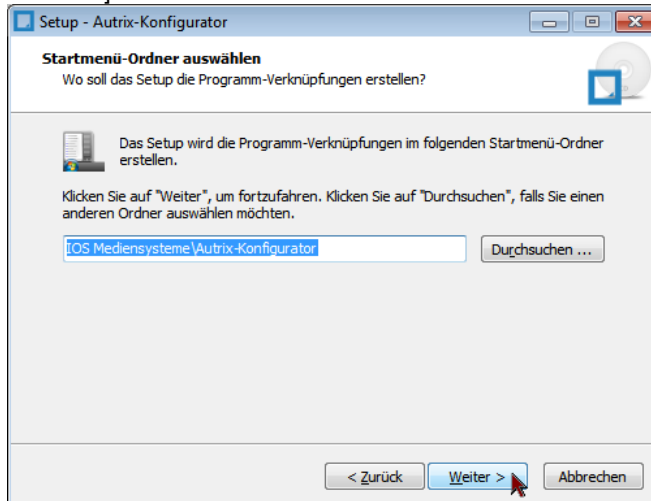 Setup - Autrix-Konfigurator
Startmenü-Ordner auswählen
Wo soll das Setup die Programm-Verknüpfungen erstellen?
Das Setup wird die Programm-Verknüpfungen im folgenden Startmenü-Ordner
erstellen.
Klicken Sie auf "Weiter", um fortzufahren. Klicken Sie auf "Durchsuchen", falls Sie einen
anderen Ordner auswählen möchten.
IOS Mediensysteme\Autrix-Konfigurator
Durchsuchen ...
< Zurück
Weiter >
Abbrechen